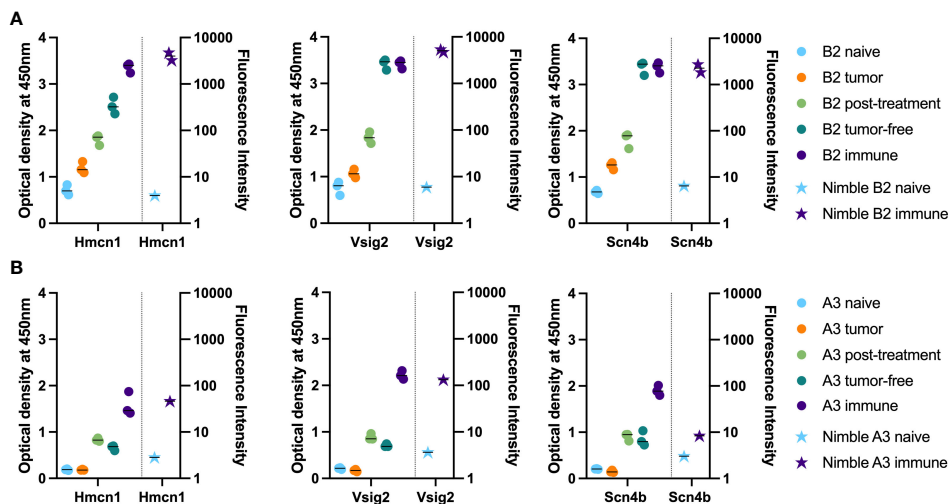 A
Optical density at 450nm
4
3
2
1
0
Hmcn1
Hmcn1
10000
1000
100
10
1
Fluorescence Intensity
Optical density at 450nm
4
3
2
1
0
Vsig2
Vsig2
10000
1000
100
10
1
Fluorescence Intensity
Optical density at 450nm
4
3
2
1
0
Scn4b
Scn4b
10000
1000
100
10
1
Fluorescence Intensity
B2 naive
B2 tumor
B2 post-treatment
B2 tumor-free
B2 immune
Nimble B2 naive
Nimble B2 immune
B
Optical density at 450nm
4
3
2
1
0
Hmcn1
Hmcn1
10000
1000
100
10
1
Fluorescence Intensity
Optical density at 450nm
4
3
2
1
0
Vsig2
Vsig2
10000
1000
100
10
1
Fluorescence Intensity
Optical density at 450nm
4
3
2
1
0
Scn4b
Scn4b
10000
1000
100
10
1
Fluorescence Intensity
A3 naive
A3 tumor
A3 post-treatment
A3 tumor-free
A3 immune
Nimble A3 naive
Nimble A3 immune